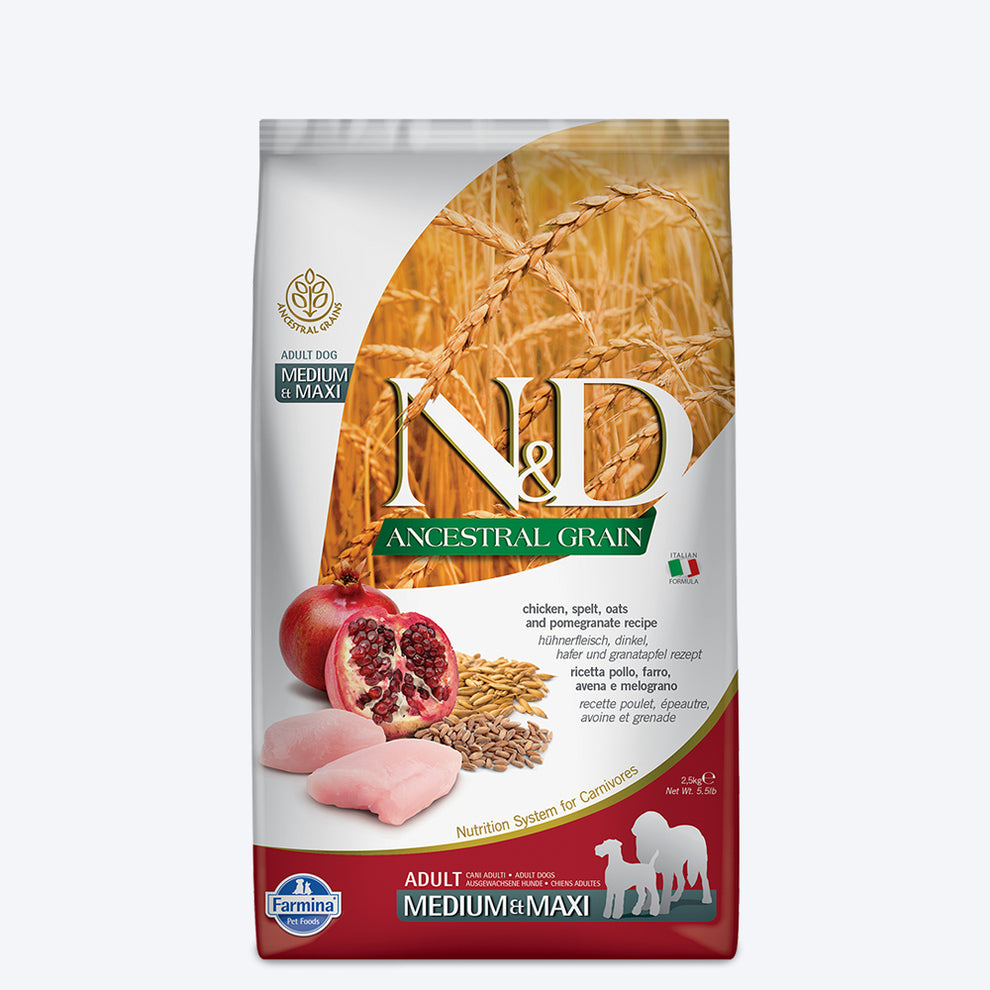 ANCESTRAL GRAINS
ADULT DOG
MEDIUM
& MAXI
N&D
ANCESTRAL GRAIN
ITALIAN
FORMULA
chicken, spelt, oats
and pomegranate recipe
hühnerfleisch, dinkel,
hafer und granatapfel rezept
ricetta pollo, farro,
avena e melograno
recette poulet, épeautre,
avoine et grenade
2,5kg℮
Net Wt. 5.5lb
Nutrition System for Carnivores
ADULT CANI ADULTI • ADULT DOGS
AUSGEWACHSENE HUNDE • CHIENS ADULTES
MEDIUM & MAXI
Farmina®
Pet Foods